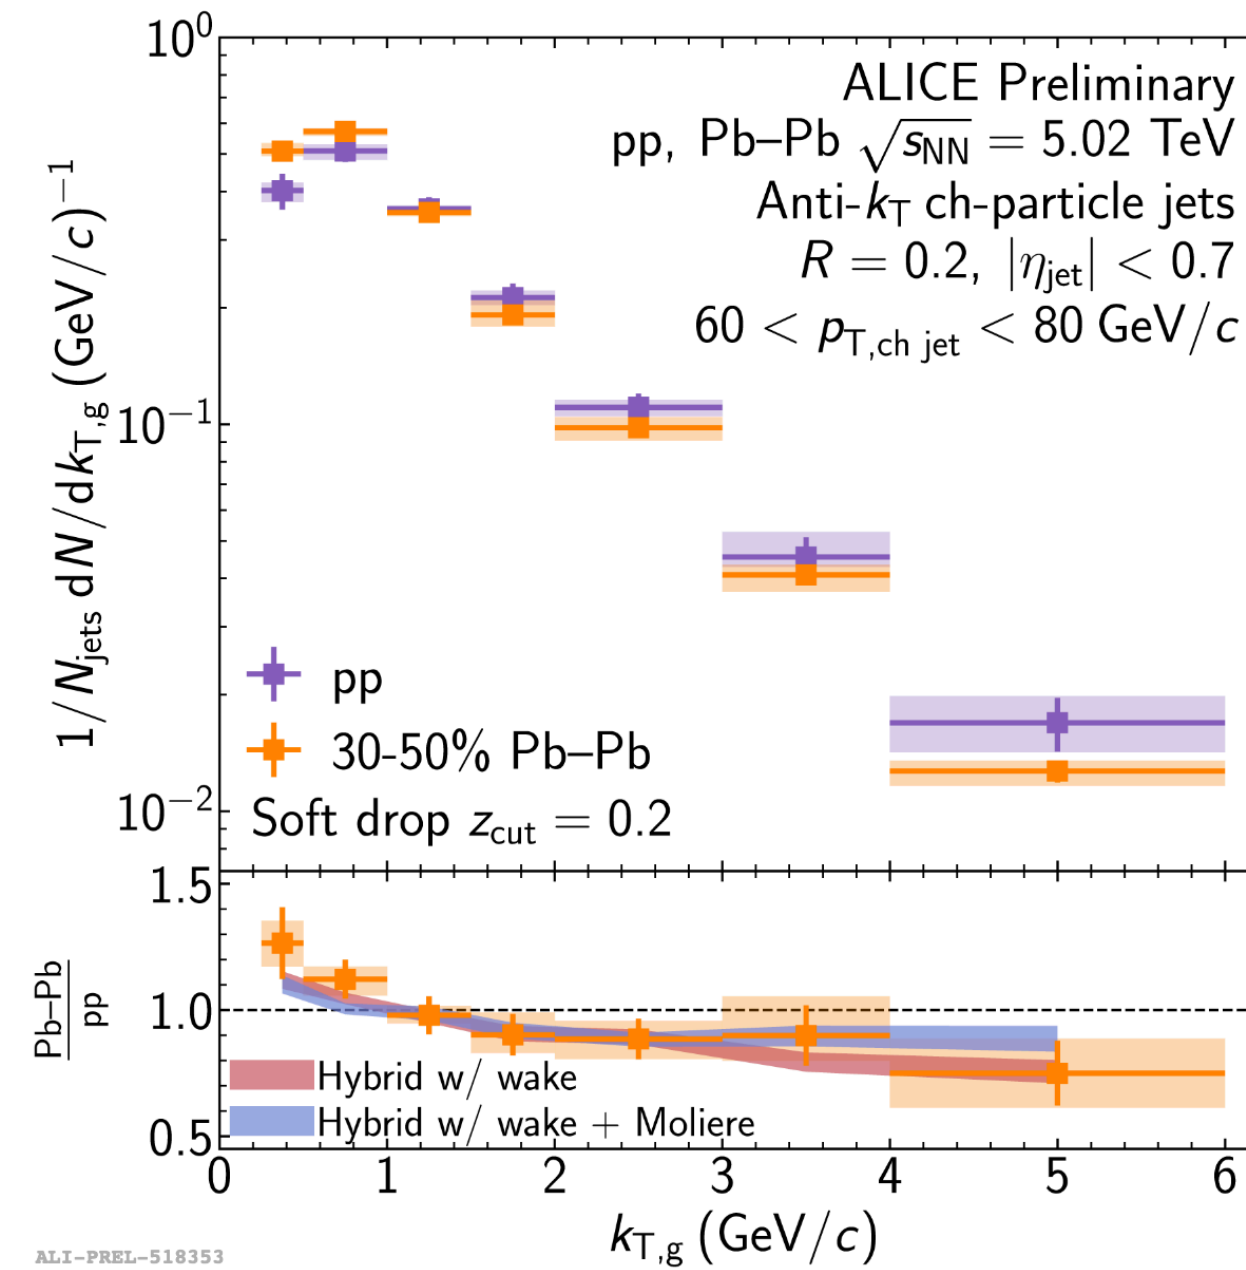 10⁰
ALICE Preliminary
pp, Pb–Pb √sNN = 5.02 TeV
Anti-kT ch-particle jets
R = 0.2, |ηjet| < 0.7
60 < pT,ch jet < 80 GeV/c
1/Njets dN/dkT,g (GeV/c)⁻¹
10⁻¹
pp
30-50% Pb–Pb
10⁻²
Soft drop zcut = 0.2
1.5
Pb–Pb
pp
1.0
Hybrid w/ wake
Hybrid w/ wake + Moliere
0.5
0 1 2 3 4 5 6
kT,g (GeV/c)
ALI-PREL-518353